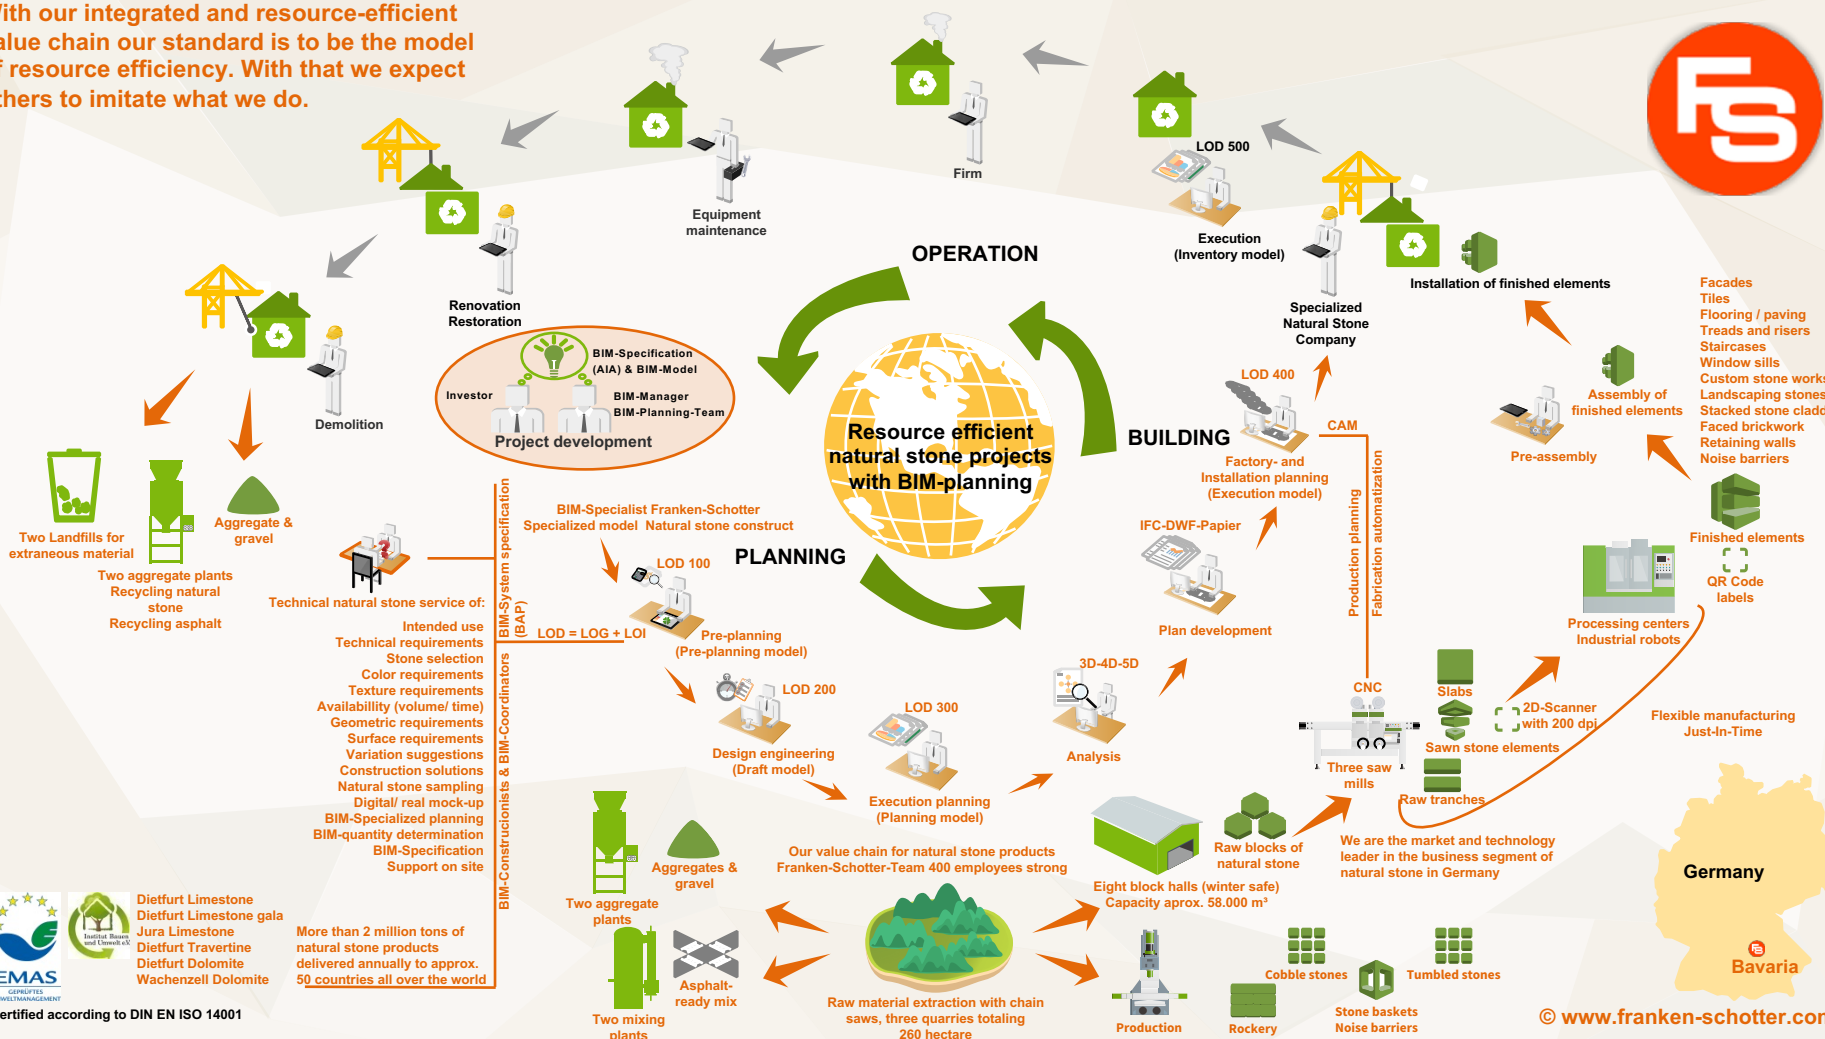 With our integrated and resource-efficient
value chain our standard is to be the model
of resource efficiency. With that we expect
others to imitate what we do.
FS
Firm
LOD 500
Execution
(Inventory model)
Equipment
maintenance
OPERATION
Specialized
Natural Stone
Company
Installation of finished elements
Renovation
Restoration
Demolition
BIM-Specification
(AIA) & BIM-Model
Investor
BIM-Manager
BIM-Planning-Team
Project development
Resource efficient
natural stone projects
with BIM-planning
BUILDING
PLANNING
LOD 400
CAM
Factory- and
Installation planning
(Execution model)
Production planning
Fabrication automatization
Assembly of
finished elements
Pre-assembly
Facades
Tiles
Flooring / paving
Treads and risers
Staircases
Window sills
Custom stone works
Landscaping stones
Stacked stone cladd
Faced brickwork
Retaining walls
Noise barriers
Finished elements
QR Code
labels
Processing centers
Industrial robots
Two Landfills for
extraneous material
Two aggregate plants
Recycling natural
stone
Recycling asphalt
Aggregate &
gravel
Technical natural stone service of:
Intended use
Technical requirements
Stone selection
Color requirements
Texture requirements
Availabillity (volume/ time)
Geometric requirements
Surface requirements
Variation suggestions
Construction solutions
Natural stone sampling
Digital/ real mock-up
BIM-Specialized planning
BIM-quantity determination
BIM-Specification
Support on site
BIM-System specification
(BAP)
BIM-Construcionists & BIM-Coordinators
LOD = LOG + LOI
BIM-Specialist Franken-Schotter
Specialized model Natural stone construct
LOD 100
Pre-planning
(Pre-planning model)
LOD 200
Design engineering
(Draft model)
LOD 300
Execution planning
(Planning model)
3D-4D-5D
Analysis
IFC-DWF-Papier
Plan development
CNC
Three saw
mills
Slabs
2D-Scanner
with 200 dpi
Sawn stone elements
Raw tranches
Flexible manufacturing
Just-In-Time
We are the market and technology
leader in the business segment of
natural stone in Germany
Raw blocks of
natural stone
Eight block halls (winter safe)
Capacity aprox. 58.000 m³
Our value chain for natural stone products
Franken-Schotter-Team 400 employees strong
Aggregates &
gravel
Two aggregate
plants
Asphalt-
ready mix
Two mixing
plants
Raw material extraction with chain
saws, three quarries totaling
260 hectare
Production
Cobble stones
Tumbled stones
Rockery
Stone baskets
Noise barriers
Germany
FS
Bavaria
© www.franken-schotter.com
EMAS
GEPRÜFTES
UMWELTMANAGEMENT
Institut Bauen
und Umwelt e.V.
Dietfurt Limestone
Dietfurt Limestone gala
Jura Limestone
Dietfurt Travertine
Dietfurt Dolomite
Wachenzell Dolomite
More than 2 million tons of
natural stone products
delivered annually to approx.
50 countries all over the world
certified according to DIN EN ISO 14001